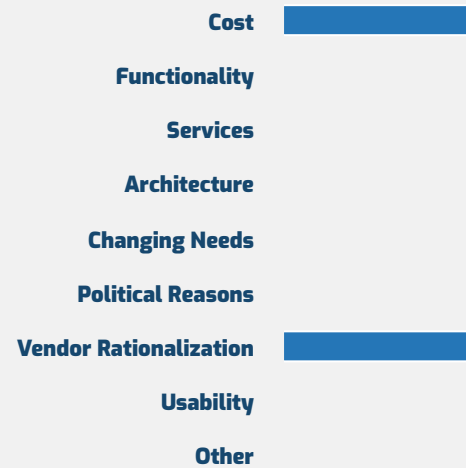 Cost
Functionality
Services
Architecture
Changing Needs
Political Reasons
Vendor Rationalization
Usability
Other